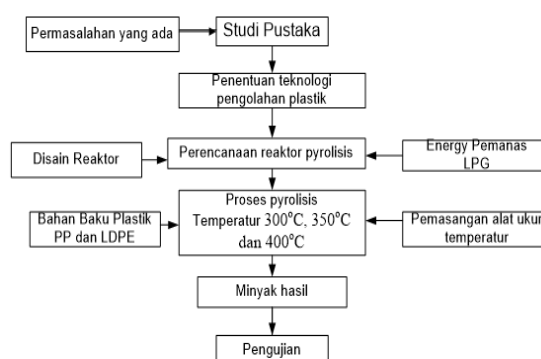 Permasalahan yang ada
Studi Pustaka
Penentuan teknologi
pengolahan plastik
Disain Reaktor
Perencanaan reaktor pyrolisis
Energy Pemanas
LPG
Bahan Baku Plastik
PP dan LDPE
Proses pyrolisis
Temperatur 300°C, 350°C
dan 400°C
Pemasangan alat ukur
temperatur
Minyak hasil
Pengujian